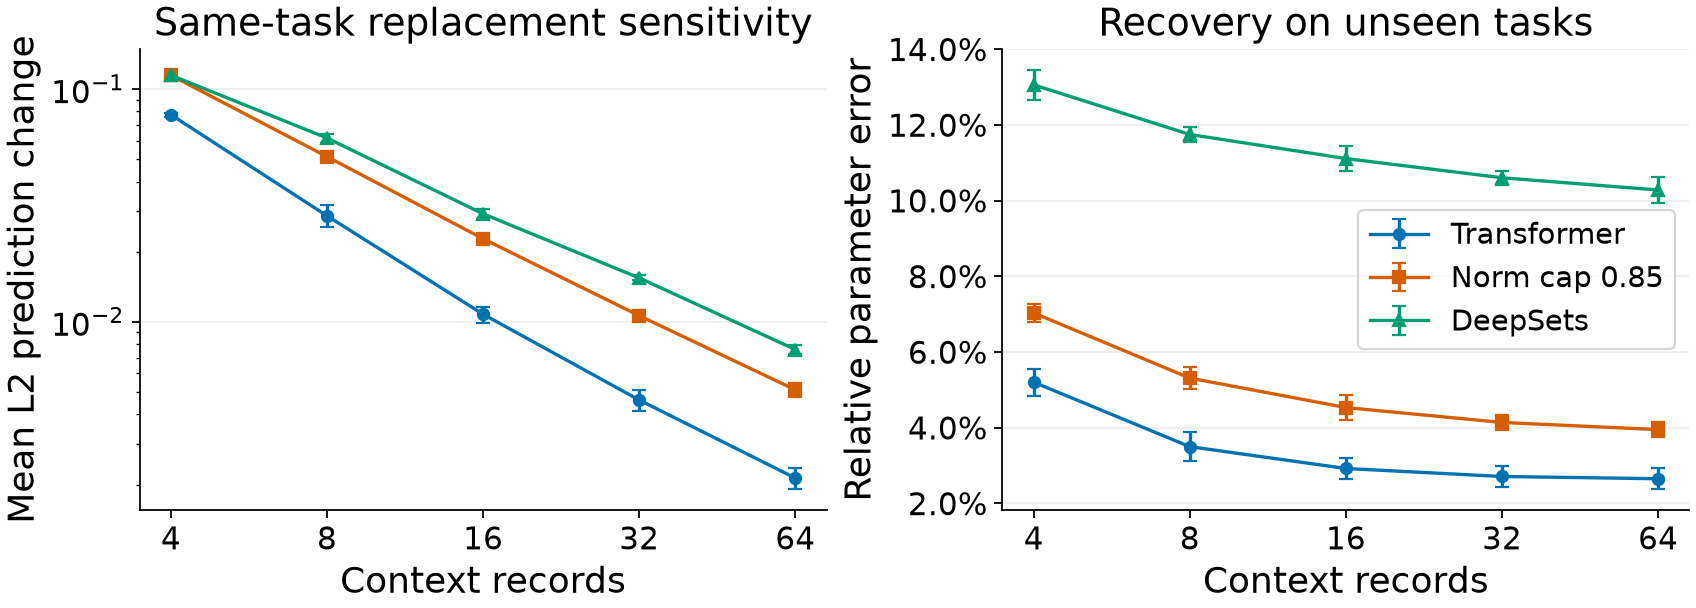 Same-task replacement sensitivity
Mean L2 prediction change
10⁻¹
10⁻²
4 8 16 32 64
Context records
Recovery on unseen tasks
Relative parameter error
14.0%
12.0%
10.0%
8.0%
6.0%
4.0%
2.0%
Transformer
Norm cap 0.85
DeepSets
4 8 16 32 64
Context records